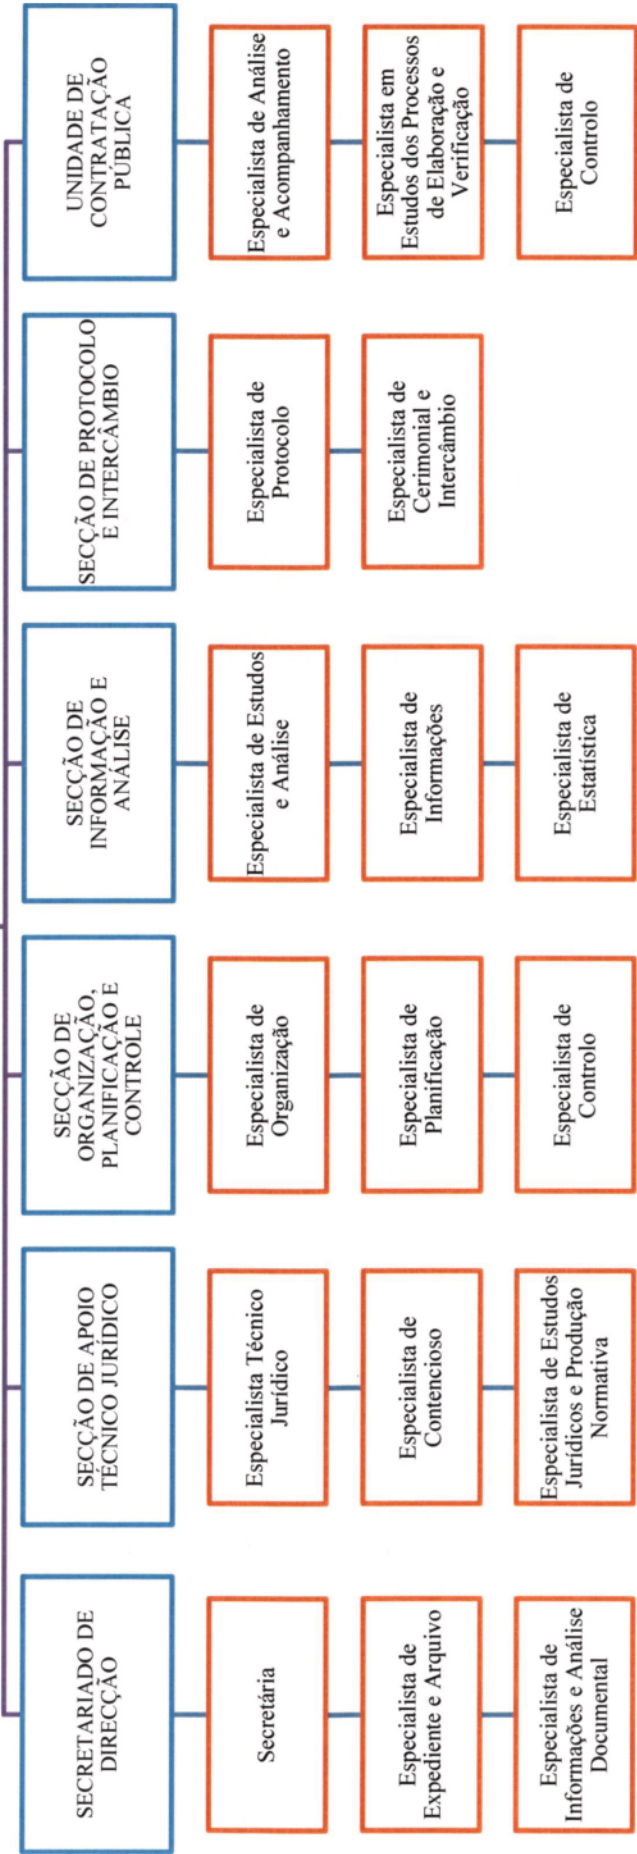 SECRETARIADO DE
DIRECÇÃO
Secretária
Especialista de
Expediente e Arquivo
Especialista de
Informações e Análise
Documental
SECÇÃO DE APOIO
TÉCNICO JURÍDICO
Especialista Técnico
Jurídico
Especialista de
Contencioso
Especialista de Estudos
Jurídicos e Produção
Normativa
SECÇÃO DE
ORGANIZAÇÃO,
PLANIFICAÇÃO E
CONTROLE
Especialista de
Organização
Especialista de
Planificação
Especialista de
Controlo
SECÇÃO DE
INFORMAÇÃO E
ANÁLISE
Especialista de Estudos
e Análise
Especialista de
Informações
Especialista de
Estatística
SECÇÃO DE PROTOCOLO
E INTERCÂMBIO
Especialista de
Protocolo
Especialista de
Cerimonial e
Intercâmbio
UNIDADE DE
CONTRATAÇÃO
PÚBLICA
Especialista de Análise
e Acompanhamento
Especialista em
Estudos dos Processos
de Elaboração e
Verificação
Especialista de
Controlo